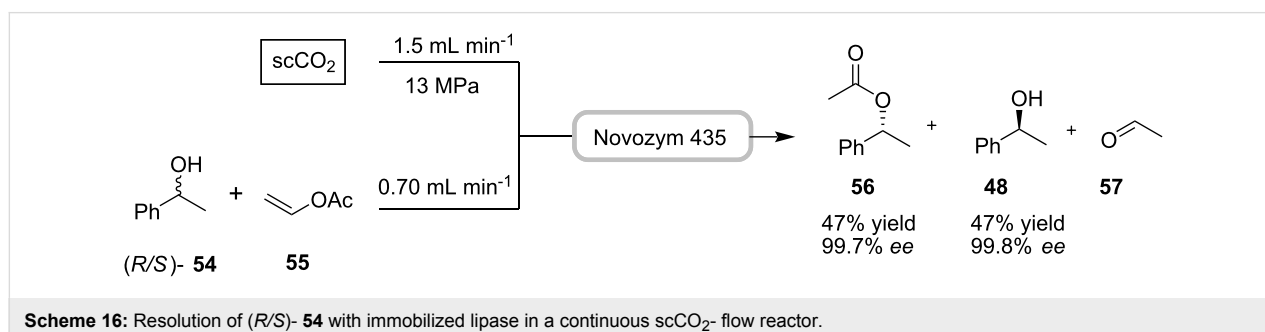 scCO2
1.5 mL min-1
13 MPa
Novozym 435
OH
Ph
+
OAc
0.70 mL min-1
(R/S)- 54
55
O
O
Ph
+
OH
Ph
+
O
56
48
57
47% yield
99.7% ee
47% yield
99.8% ee
Scheme 16: Resolution of (R/S)- 54 with immobilized lipase in a continuous scCO2- flow reactor.